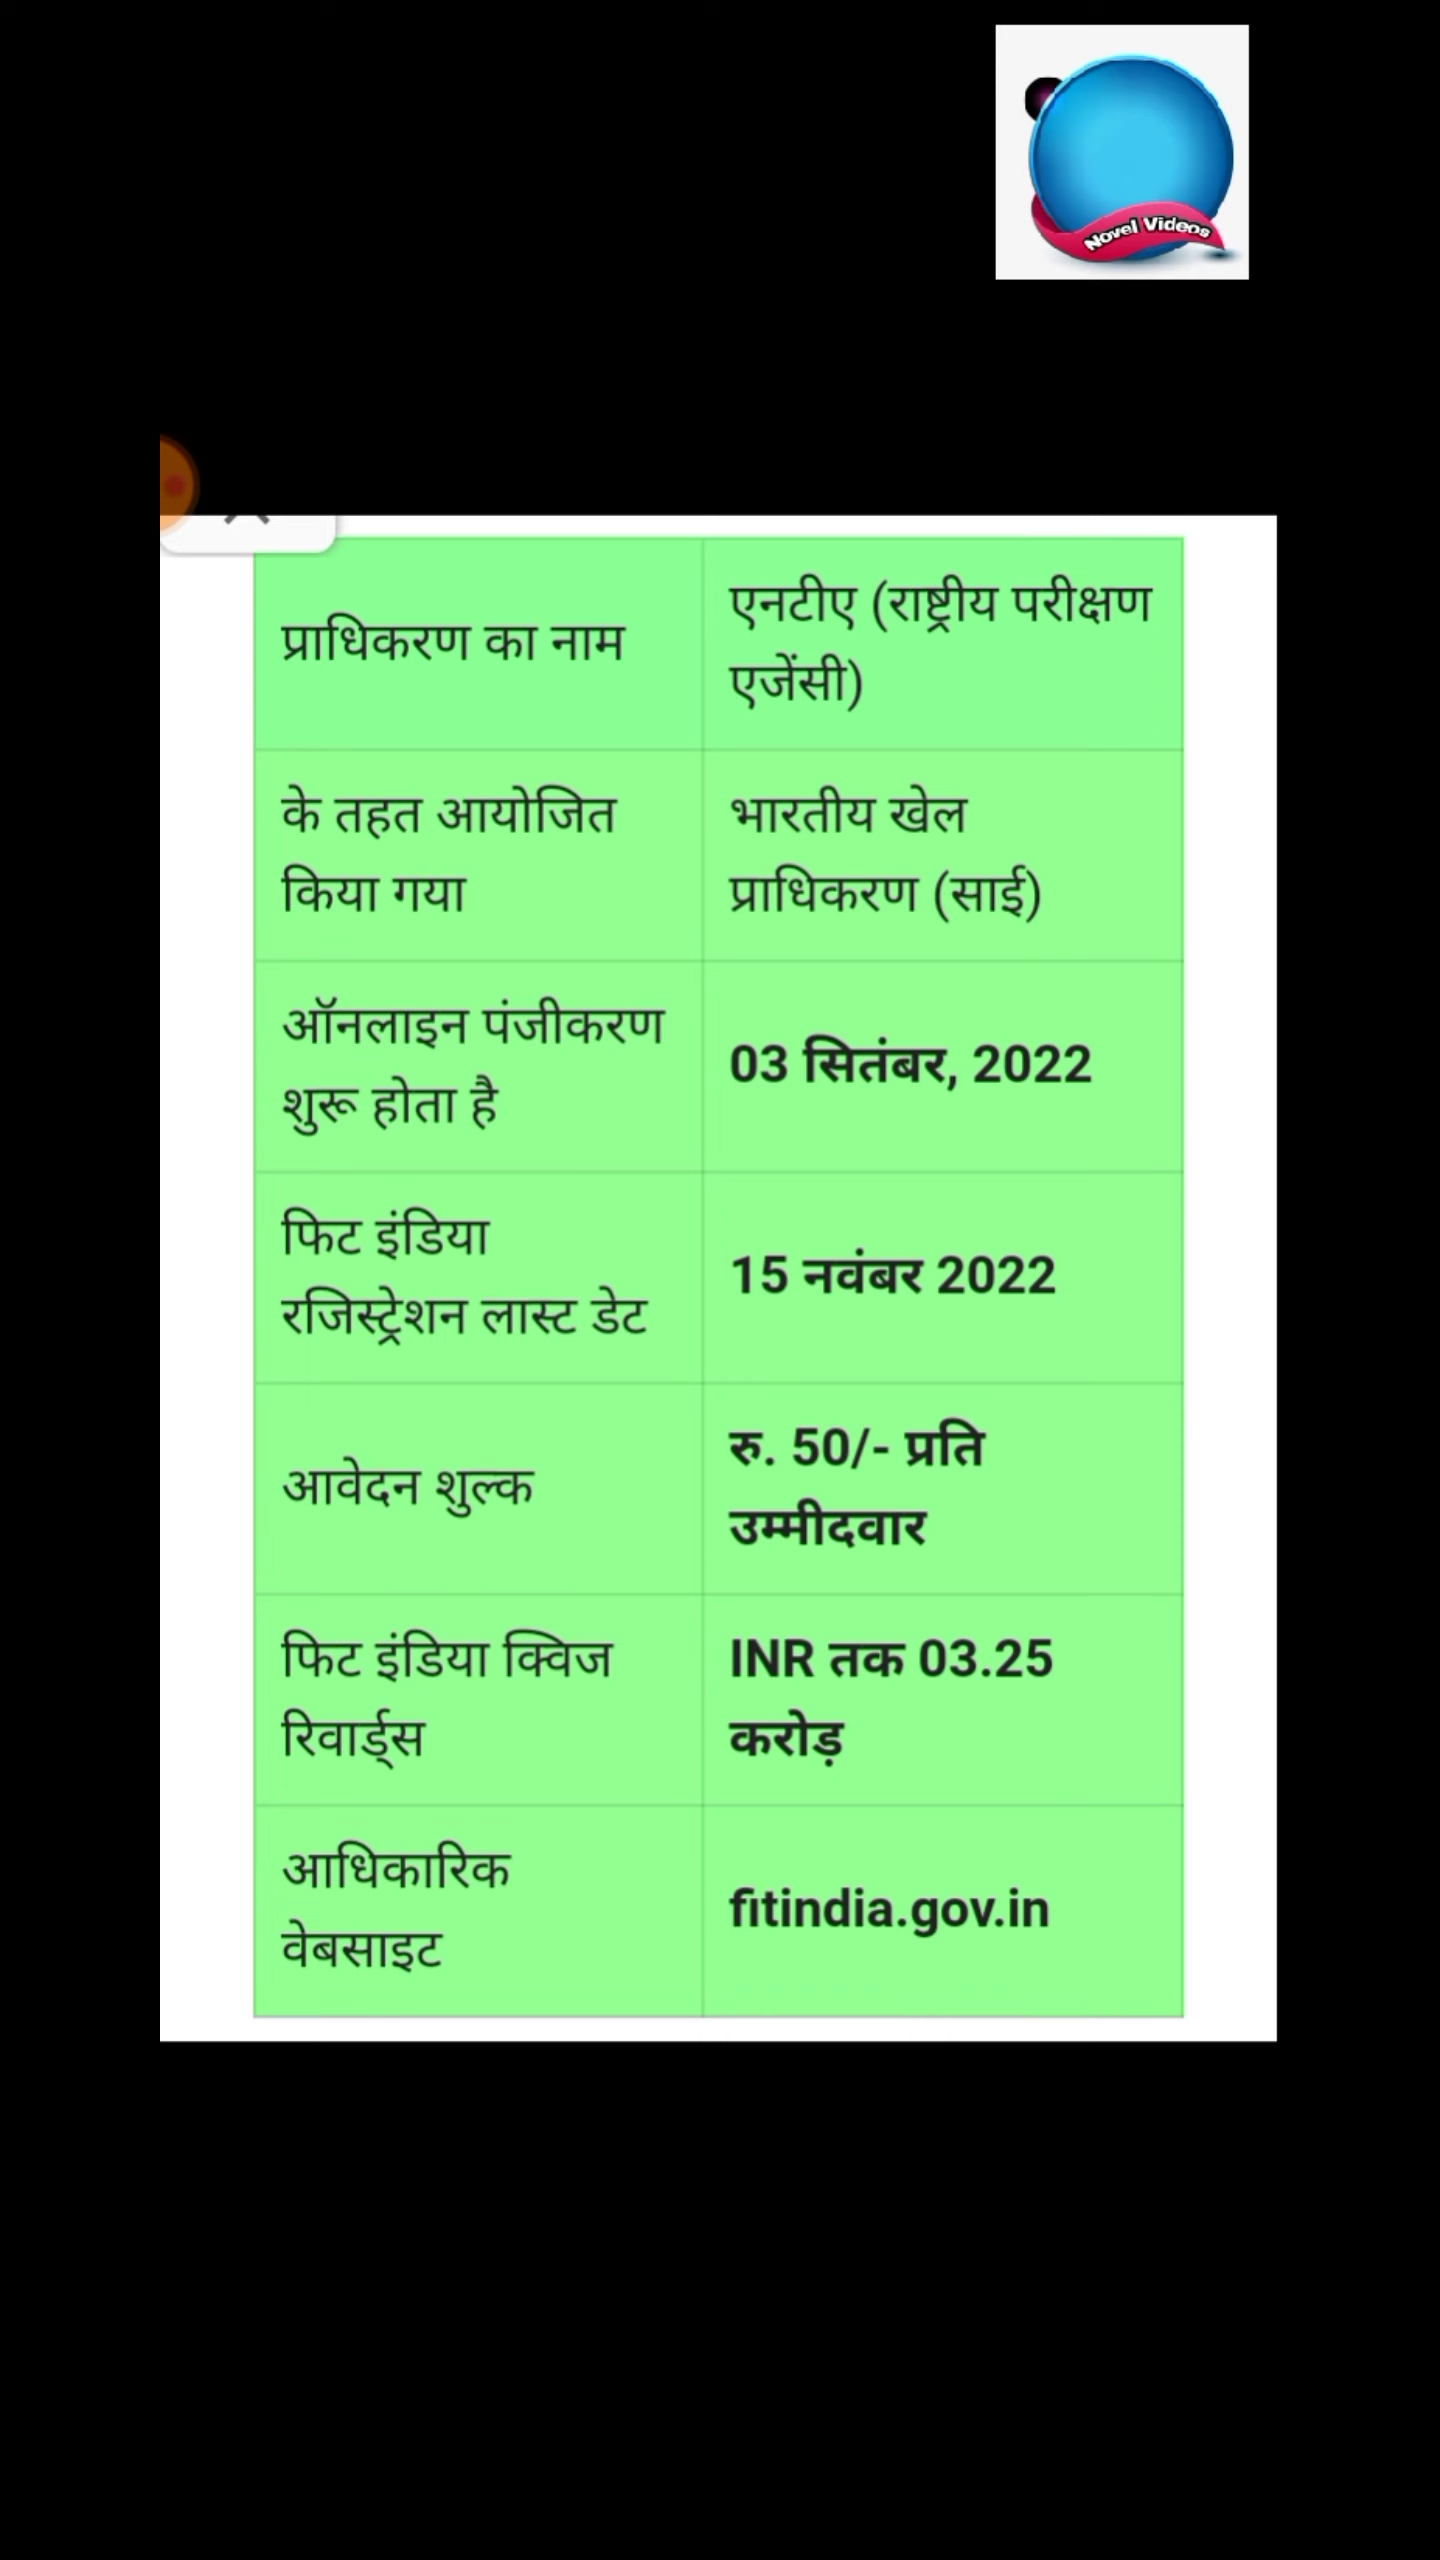 Novel Videos
प्राधिकरण का नाम
एनटीए (राष्ट्रीय परीक्षण
एजेंसी)
के तहत आयोजित
किया गया
भारतीय खेल
प्राधिकरण (साई)
ऑनलाइन पंजीकरण
शुरू होता है
03 सितंबर, 2022
फिट इंडिया
रजिस्ट्रेशन लास्ट डेट
15 नवंबर 2022
आवेदन शुल्क
रु. 50/- प्रति
उम्मीदवार
फिट इंडिया क्विज
रिवार्ड्स
INR तक 03.25
करोड़
आधिकारिक
वेबसाइट
fitindia.gov.in